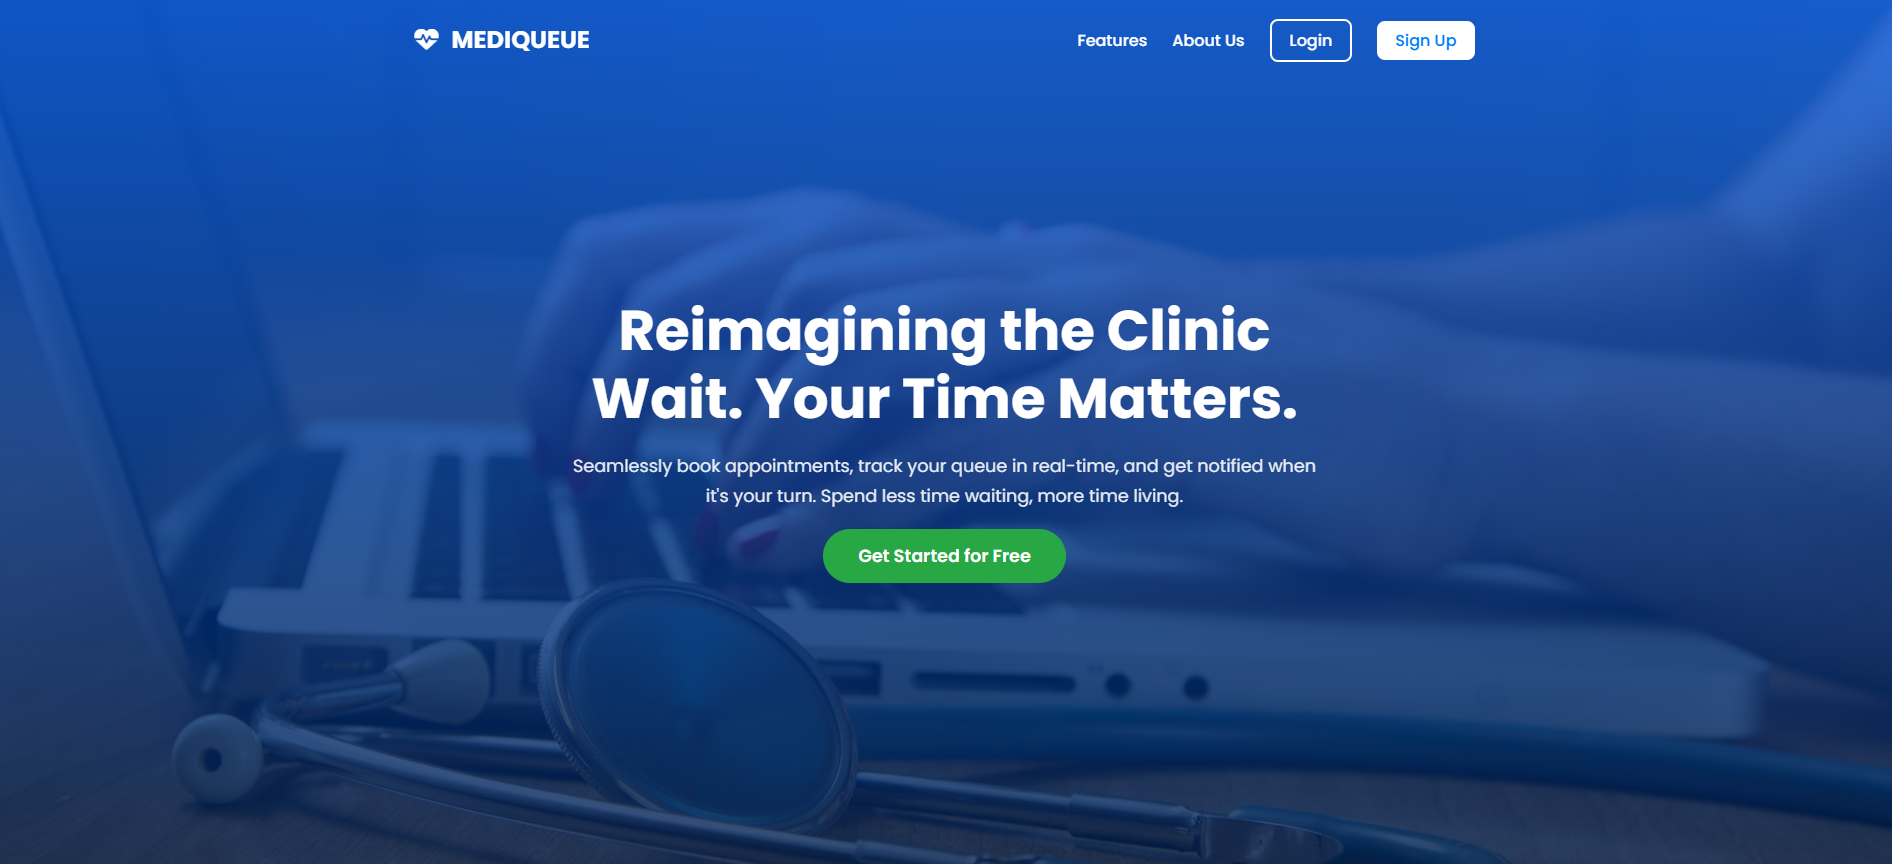 MEDIQUEUE
Features
About Us
Login
Sign Up
Reimagining the Clinic
Wait. Your Time Matters.
Seamlessly book appointments, track your queue in real-time, and get notified when
it's your turn. Spend less time waiting, more time living.
Get Started for Free